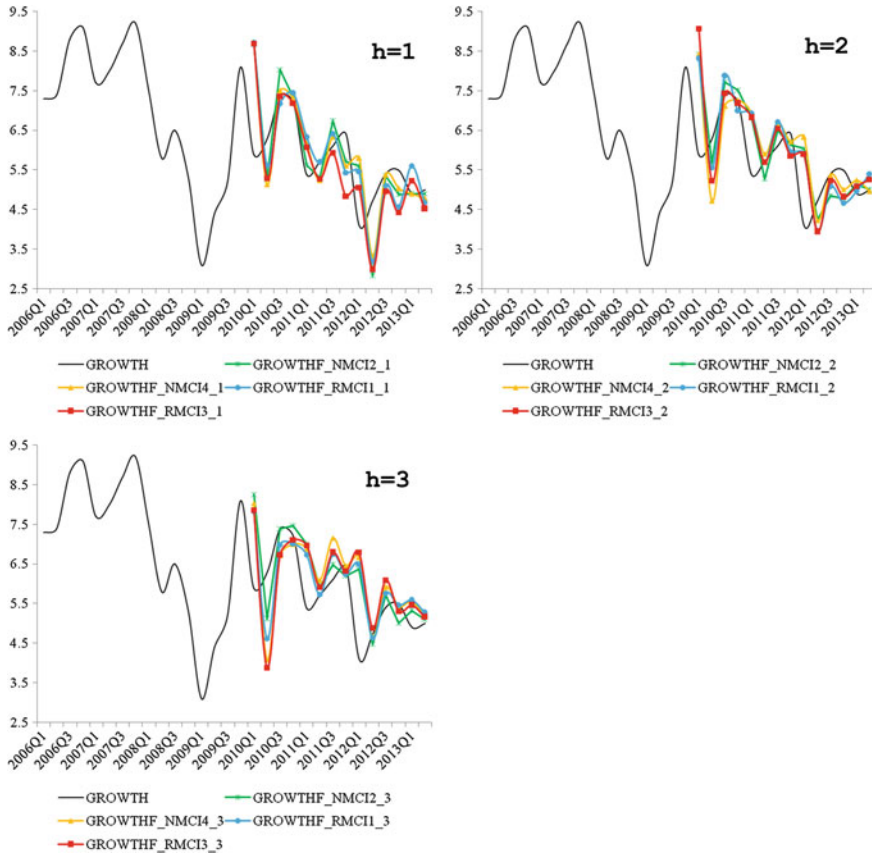 h=1
9.5
8.5
7.5
6.5
5.5
4.5
3.5
2.5
2006Q1
2006Q3
2007Q1
2007Q3
2008Q1
2008Q3
2009Q1
2009Q3
2010Q1
2010Q3
2011Q1
2011Q3
2012Q1
2012Q3
2013Q1
GROWTH
GROWTHF_NMCI2_1
GROWTHF_NMCI4_1
GROWTHF_RMCI1_1
GROWTHF_RMCI3_1
h=2
9.5
8.5
7.5
6.5
5.5
4.5
3.5
2.5
2006Q1
2006Q3
2007Q1
2007Q3
2008Q1
2008Q3
2009Q1
2009Q3
2010Q1
2010Q3
2011Q1
2011Q3
2012Q1
2012Q3
2013Q1
GROWTH
GROWTHF_NMCI2_2
GROWTHF_NMCI4_2
GROWTHF_RMCI1_2
GROWTHF_RMCI3_2
h=3
9.5
8.5
7.5
6.5
5.5
4.5
3.5
2.5
2006Q1
2006Q3
2007Q1
2007Q3
2008Q1
2008Q3
2009Q1
2009Q3
2010Q1
2010Q3
2011Q1
2011Q3
2012Q1
2012Q3
2013Q1
GROWTH
GROWTHF_NMCI2_3
GROWTHF_NMCI4_3
GROWTHF_RMCI1_3
GROWTHF_RMCI3_3